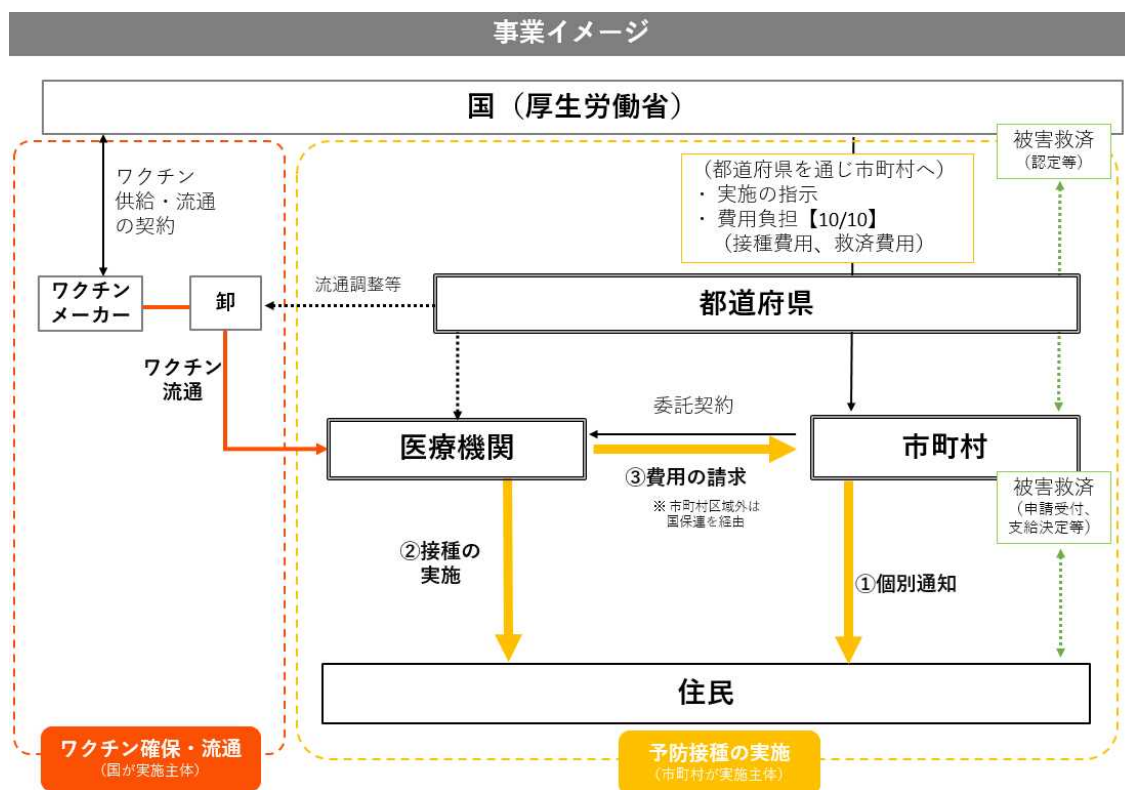 事業イメージ
国（厚生労働省）
被害救済
（認定等）
（都道府県を通じ市町村へ）
・ 実施の指示
・ 費用負担【10/10】
（接種費用、救済費用）
ワクチン
供給・流通
の契約
ワクチン
メーカー
卸
流通調整等
都道府県
ワクチン
流通
委託契約
医療機関
市町村
③費用の請求
※ 市町村区域外は
国保連を経由
被害救済
（申請受付、
支給決定等）
②接種の
実施
①個別通知
住民
ワクチン確保・流通
（国が実施主体）
予防接種の実施
（市町村が実施主体）